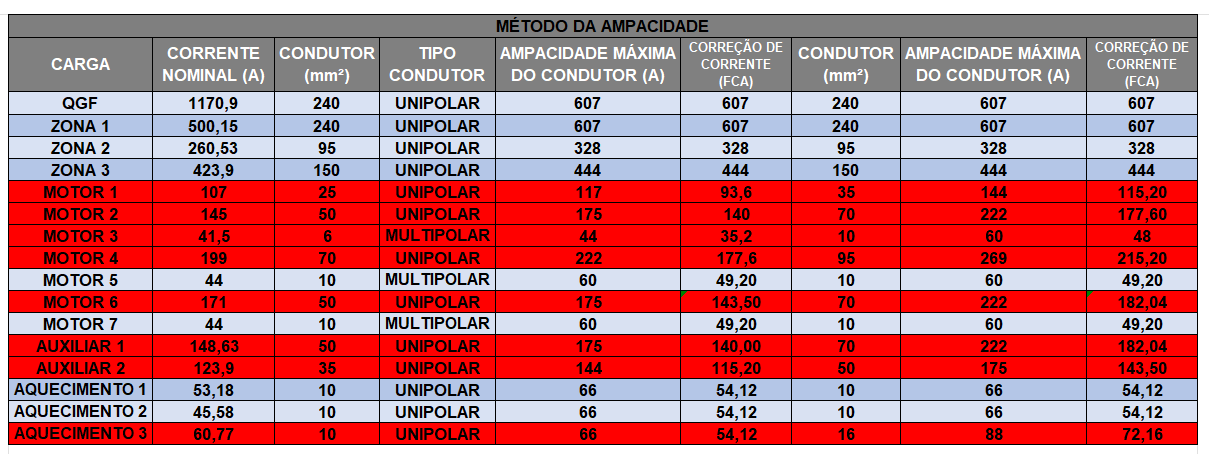 MÉTODO DA AMPACIDADE
CARGA CORRENTE NOMINAL (A) CONDUTOR (mm²) TIPO CONDUTOR AMPACIDADE MÁXIMA DO CONDUTOR (A) CORREÇÃO DE CORRENTE (FCA) CONDUTOR (mm²) AMPACIDADE MÁXIMA DO CONDUTOR (A) CORREÇÃO DE CORRENTE (FCA)
QGF 1170,9 240 UNIPOLAR 607 607 240 607 607
ZONA 1 500,15 240 UNIPOLAR 607 607 240 607 607
ZONA 2 260,53 95 UNIPOLAR 328 328 95 328 328
ZONA 3 423,9 150 UNIPOLAR 444 444 150 444 444
MOTOR 1 107 25 UNIPOLAR 117 93,6 35 144 115,20
MOTOR 2 145 50 UNIPOLAR 175 140 70 222 177,60
MOTOR 3 41,5 6 MULTIPOLAR 44 35,2 10 60 48
MOTOR 4 199 70 UNIPOLAR 222 177,6 95 269 215,20
MOTOR 5 44 10 MULTIPOLAR 60 49,20 10 60 49,20
MOTOR 6 171 50 UNIPOLAR 175 143,50 70 222 182,04
MOTOR 7 44 10 MULTIPOLAR 60 49,20 10 60 49,20
AUXILIAR 1 148,63 50 UNIPOLAR 175 140,00 70 222 182,04
AUXILIAR 2 123,9 35 UNIPOLAR 144 115,20 50 175 143,50
AQUECIMENTO 1 53,18 10 UNIPOLAR 66 54,12 10 66 54,12
AQUECIMENTO 2 45,58 10 UNIPOLAR 66 54,12 10 66 54,12
AQUECIMENTO 3 60,77 10 UNIPOLAR 66 54,12 16 88 72,16